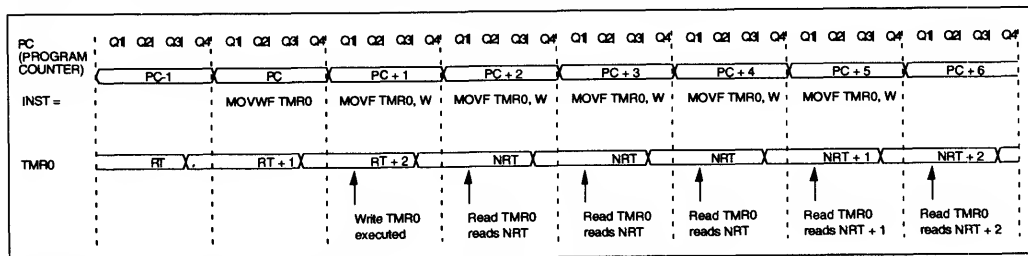 PC (PROGRAM COUNTER)
Q1 Q2 Q3 Q4 Q1 Q2 Q3 Q4 Q1 Q2 Q3 Q4 Q1 Q2 Q3 Q4 Q1 Q2 Q3 Q4 Q1 Q2 Q3 Q4 Q1 Q2 Q3 Q4 Q1 Q2 Q3 Q4
PC-1 PC PC + 1 PC + 2 PC + 3 PC + 4 PC + 5 PC + 6
INST = MOVWF TMR0 MOVF TMR0, W MOVF TMR0, W MOVF TMR0, W MOVF TMR0, W MOVF TMR0, W
TMR0 RT RT + 1 RT + 2 NRT NRT NRT NRT + 1 NRT + 2
Write TMR0 executed
Read TMR0 reads NRT
Read TMR0 reads NRT
Read TMR0 reads NRT
Read TMR0 reads NRT + 1
Read TMR0 reads NRT + 2